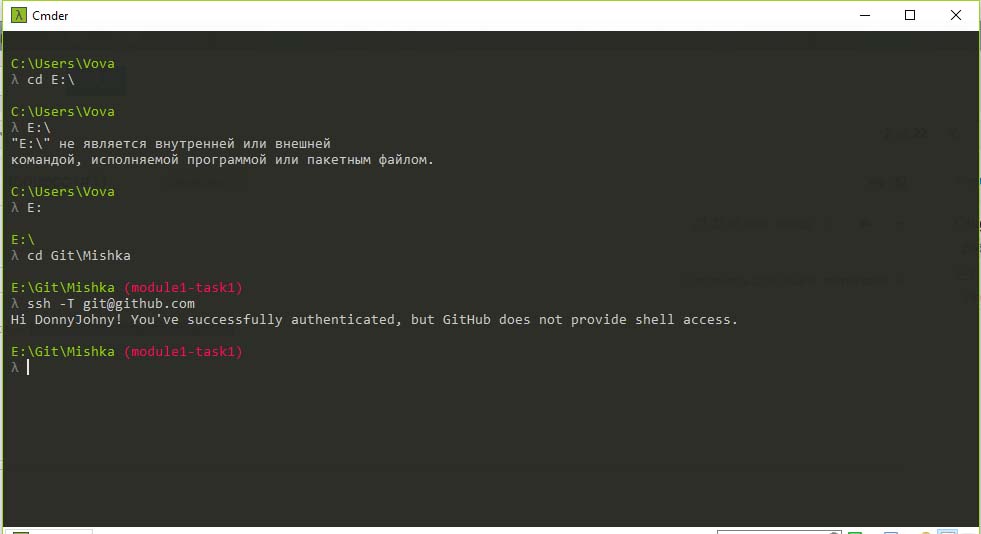 Cmder
C:\Users\Vova
λ cd E:\
C:\Users\Vova
λ E:\
"E:\" не является внутренней или внешней
командой, исполняемой программой или пакетным файлом.
C:\Users\Vova
λ E:
E:\
λ cd Git\Mishka
E:\Git\Mishka (module1-task1)
λ ssh -T git@github.com
Hi DonnyJohny! You've successfully authenticated, but GitHub does not provide shell access.
E:\Git\Mishka (module1-task1)
λ